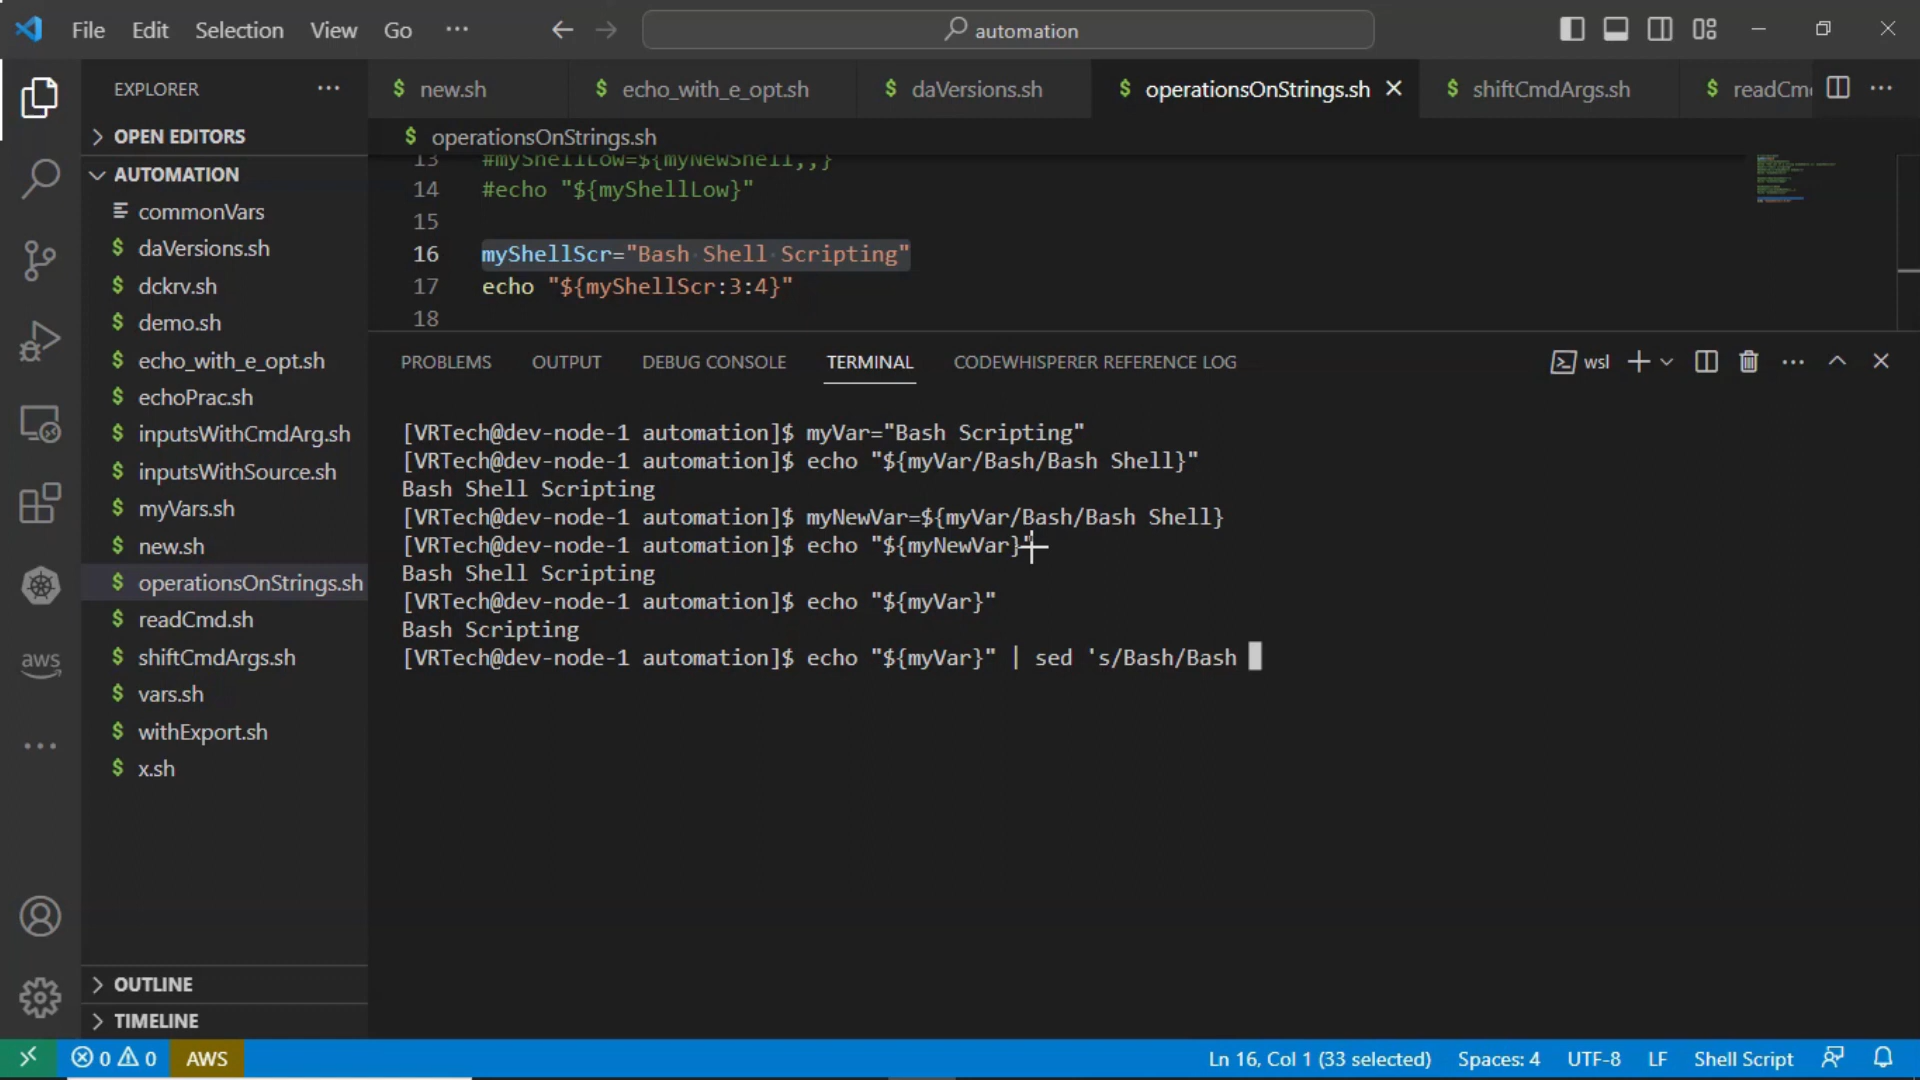 File Edit Selection View Go ···
automation
EXPLORER ···
OPEN EDITORS
AUTOMATION
commonVars
$ daVersions.sh
$ dckrv.sh
$ demo.sh
$ echo_with_e_opt.sh
$ echoPrac.sh
$ inputsWithCmdArg.sh
$ inputsWithSource.sh
$ myVars.sh
$ new.sh
$ operationsOnStrings.sh
$ readCmd.sh
$ shiftCmdArgs.sh
$ vars.sh
$ withExport.sh
$ x.sh
OUTLINE
TIMELINE
aws
$ new.sh $ echo_with_e_opt.sh $ daVersions.sh $ operationsOnStrings.sh $ shiftCmdArgs.sh $ readCm
$ operationsOnStrings.sh
13 #myShellLow=${myNewShell,,}
14 #echo "${myShellLow}"
15
16 myShellScr="Bash Shell Scripting"
17 echo "${myShellScr:3:4}"
18
PROBLEMS OUTPUT DEBUG CONSOLE TERMINAL CODEWHISPERER REFERENCE LOG wsl
[VRTech@dev-node-1 automation]$ myVar="Bash Scripting"
[VRTech@dev-node-1 automation]$ echo "${myVar/Bash/Bash Shell}"
Bash Shell Scripting
[VRTech@dev-node-1 automation]$ myNewVar=${myVar/Bash/Bash Shell}
[VRTech@dev-node-1 automation]$ echo "${myNewVar}"
Bash Shell Scripting
[VRTech@dev-node-1 automation]$ echo "${myVar}"
Bash Scripting
[VRTech@dev-node-1 automation]$ echo "${myVar}" | sed 's/Bash/Bash
0 0 AWS Ln 16, Col 1 (33 selected) Spaces: 4 UTF-8 LF Shell Script